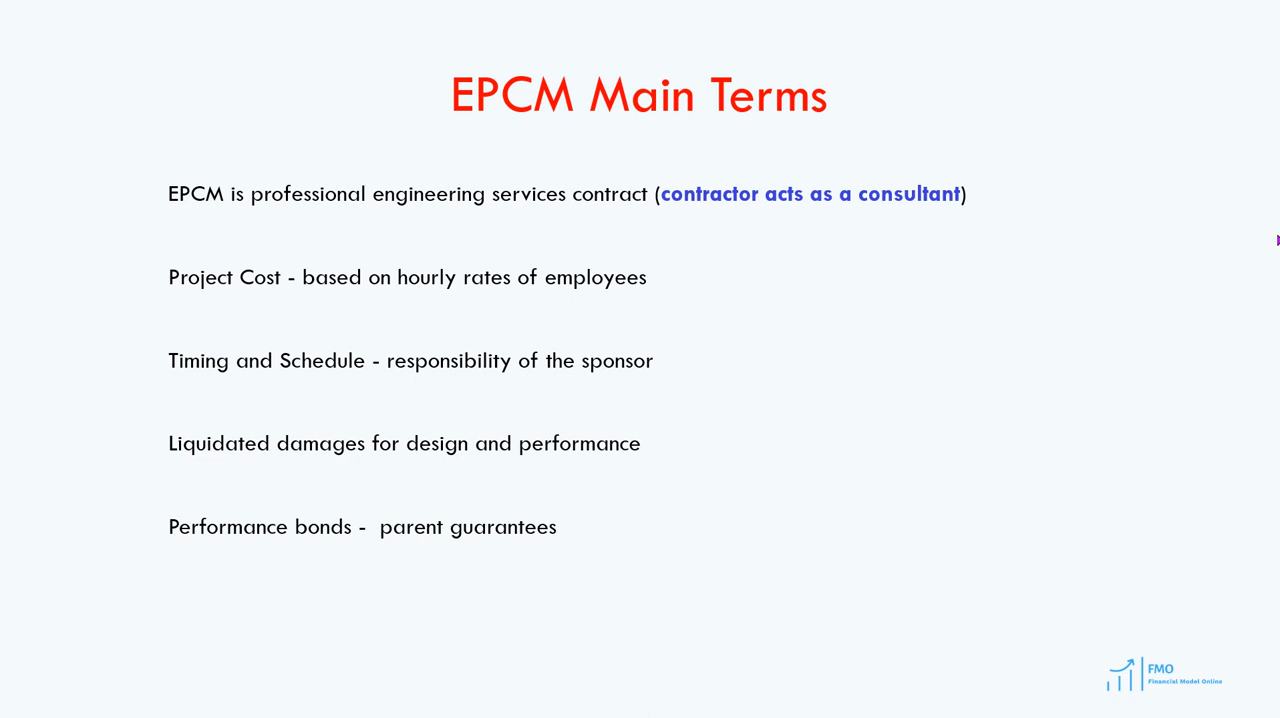 EPCM Main Terms
EPCM is professional engineering services contract (contractor acts as a consultant)
Project Cost - based on hourly rates of employees
Timing and Schedule - responsibility of the sponsor
Liquidated damages for design and performance
Performance bonds -  parent guarantees
FMO
Financial Model Online